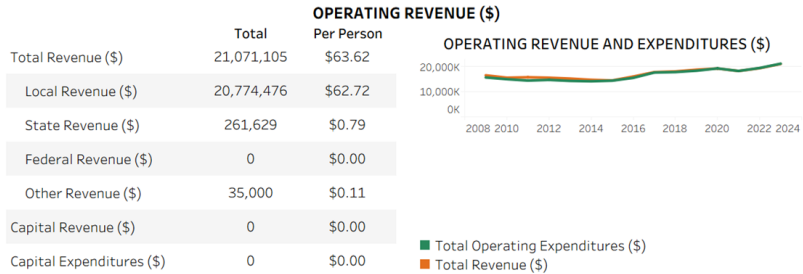 OPERATING REVENUE ($)
Total Per Person
Total Revenue ($) 21,071,105 $63.62
Local Revenue ($) 20,774,476 $62.72
State Revenue ($) 261,629 $0.79
Federal Revenue ($) 0 $0.00
Other Revenue ($) 35,000 $0.11
Capital Revenue ($) 0 $0.00
Capital Expenditures ($) 0 $0.00
OPERATING REVENUE AND EXPENDITURES ($)
20,000K
10,000K
0K
2008 2010 2012 2014 2016 2018 2020 2022 2024
Total Operating Expenditures ($)
Total Revenue ($)